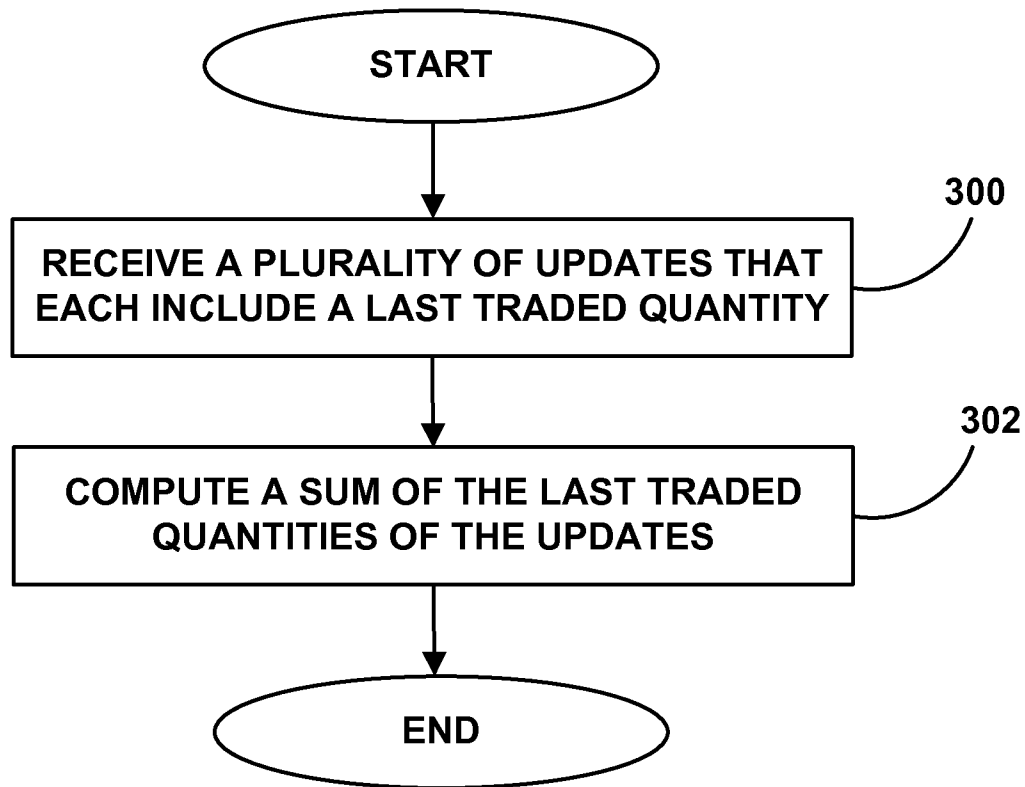 START
300
RECEIVE A PLURALITY OF UPDATES THAT
EACH INCLUDE A LAST TRADED QUANTITY
302
COMPUTE A SUM OF THE LAST TRADED
QUANTITIES OF THE UPDATES
END